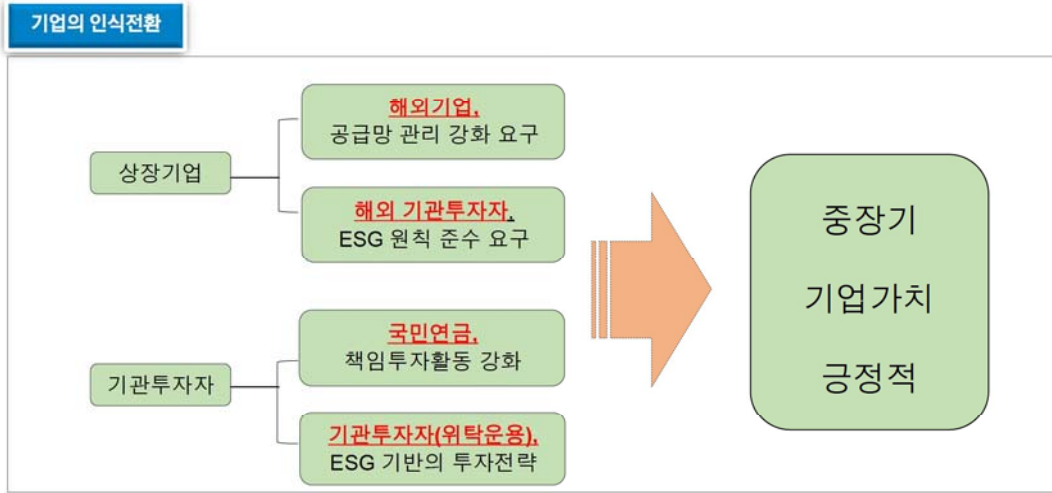 기업의 인식전환
해외기업,
공급망 관리 강화 요구
상장기업
해외 기관투자자,
ESG 원칙 준수 요구
국민연금,
책임투자활동 강화
기관투자자
기관투자자(위탁운용),
ESG 기반의 투자전략
중장기
기업가치
긍정적